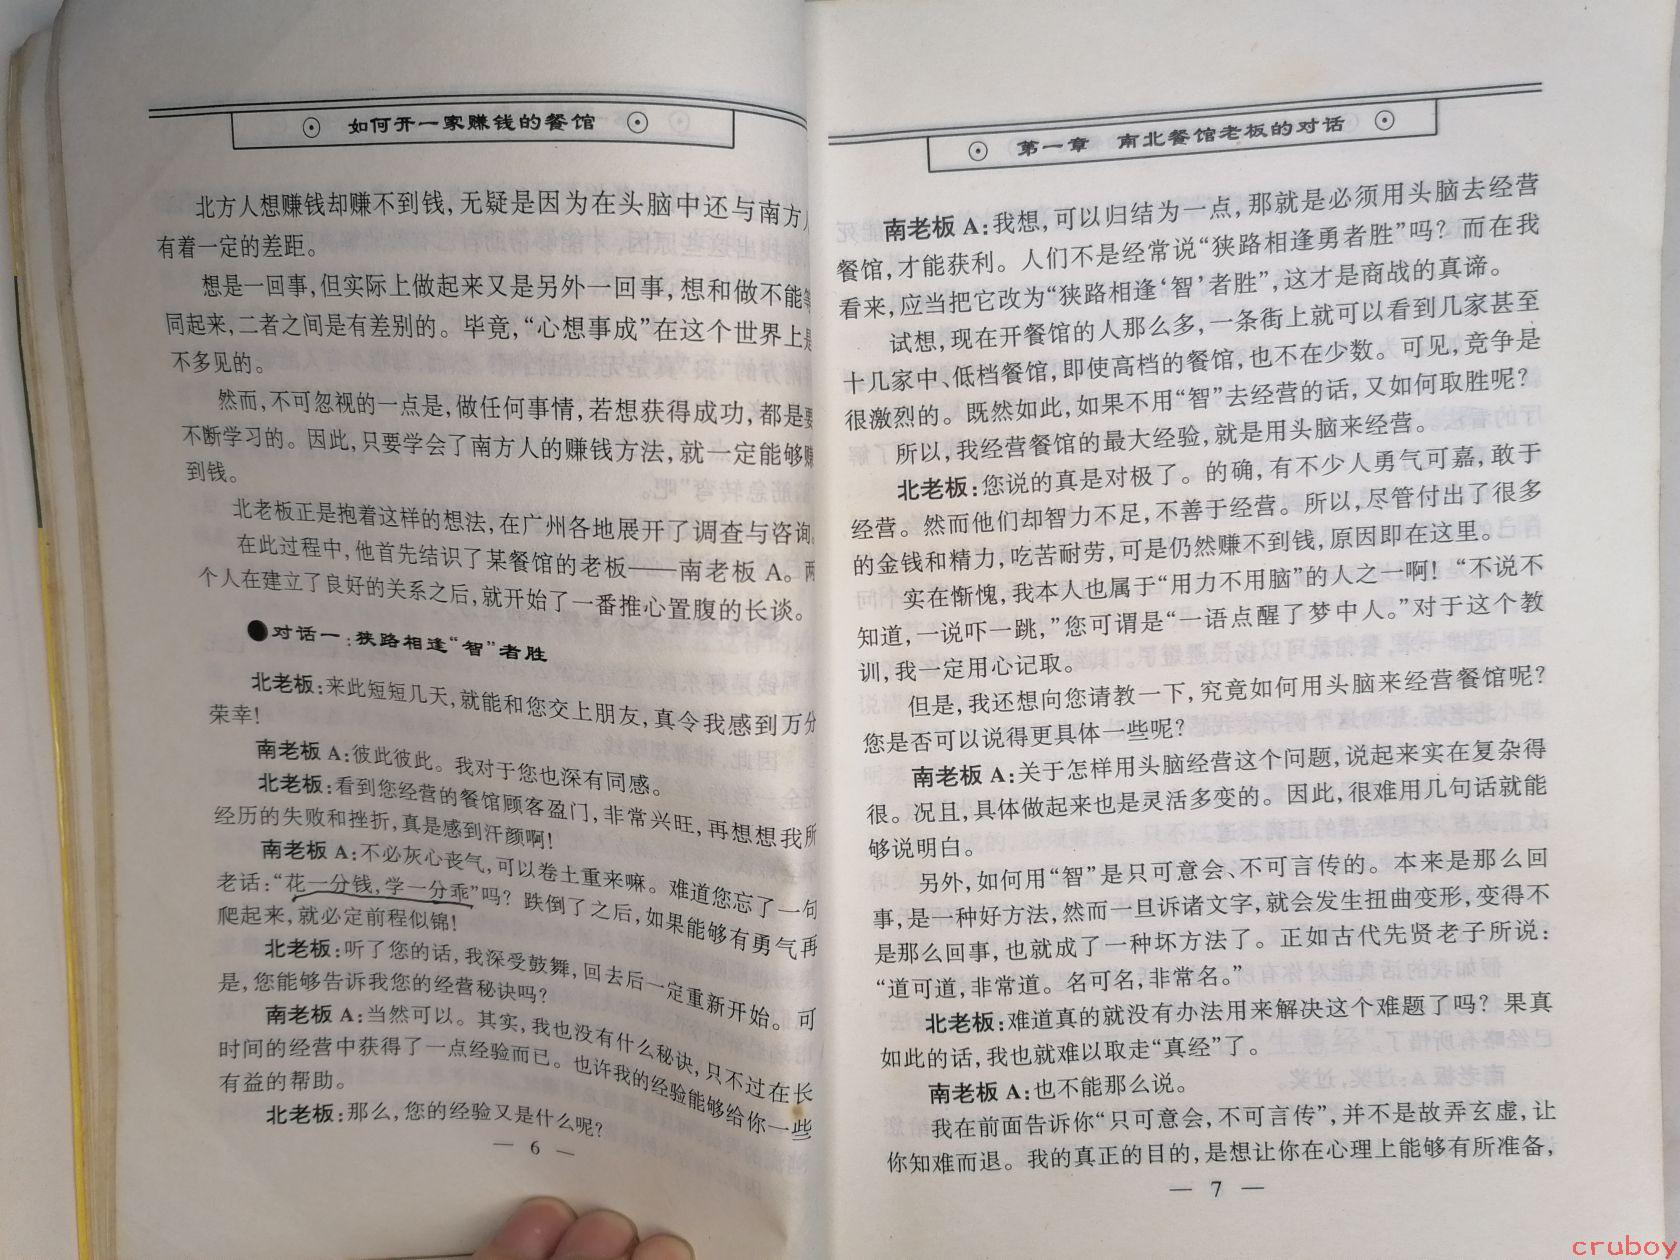 如何开一家赚钱的餐馆
北方人想赚钱却赚不到钱,无疑是因为在头脑中还与南方人
有着一定的差距。
想是一回事,但实际上做起来又是另外一回事,想和做不能等
同起来,二者之间是有差别的。毕竟,“心想事成”在这个世界上是
不多见的。
然而,不可忽视的一点是,做任何事情,若想获得成功,都是要
不断学习的。因此,只要学会了南方人的赚钱方法,就一定能够赚
到钱。
北老板正是抱着这样的想法,在广州各地展开了调查与咨询。
在此过程中,他首先结识了某餐馆的老板——南老板 A。两
个人在建立了良好的关系之后,就开始了一番推心置腹的长谈。
●对话一:狭路相逢“智”者胜
北老板:来此短短几天,就能和您交上朋友,真令我感到万分
荣幸!
南老板 A:彼此彼此。我对于您也深有同感。
北老板:看到您经营的餐馆顾客盈门,非常兴旺,再想想我所
经历的失败和挫折,真是感到汗颜啊!
南老板 A:不必灰心丧气,可以卷土重来嘛。难道您忘了一句
老话:“花一分钱,学一分乖”吗?跌倒了之后,如果能够有勇气再
爬起来,就必定前程似锦!
北老板:听了您的话,我深受鼓舞,回去后一定重新开始。可
是,您能够告诉我您的经营秘诀吗?
南老板 A:当然可以。其实,我也没有什么秘诀,只不过在长
时间的经营中获得了一点经验而已。也许我的经验能够给你一些
有益的帮助。
北老板:那么,您的经验又是什么呢?
— 6 —
第一章 南北餐馆老板的对话
南老板 A:我想,可以归结为一点,那就是必须用头脑去经营
餐馆,才能获利。人们不是经常说“狭路相逢勇者胜”吗?而在我
看来,应当把它改为“狭路相逢‘智’者胜”,这才是商战的真谛。
试想,现在开餐馆的人那么多,一条街上就可以看到几家甚至
十几家中、低档餐馆,即使高档的餐馆,也不在少数。可见,竞争是
很激烈的。既然如此,如果不用“智”去经营的话,又如何取胜呢?
所以,我经营餐馆的最大经验,就是用头脑来经营。
北老板:您说的真是对极了。的确,有不少人勇气可嘉,敢于
经营。然而他们却智力不足,不善于经营。所以,尽管付出了很多
的金钱和精力,吃苦耐劳,可是仍然赚不到钱,原因即在这里。
实在惭愧,我本人也属于“用力不用脑”的人之一啊!“不说不
知道,一说吓一跳,”您可谓是“一语点醒了梦中人。”对于这个教
训,我一定用心记取。
但是,我还想向您请教一下,究竟如何用头脑来经营餐馆呢?
您是否可以说得更具体一些呢?
南老板 A:关于怎样用头脑经营这个问题,说起来实在复杂得
很。况且,具体做起来也是灵活多变的。因此,很难用几句话就能
够说明白。
另外,如何用“智”是只可意会、不可言传的。本来是那么回
事,是一种好方法,然而一旦诉诸文字,就会发生扭曲变形,变得不
是那么回事,也就成了一种坏方法了。正如古代先贤老子所说:
“道可道,非常道。名可名,非常名。”
北老板:难道真的就没有办法用来解决这个难题了吗?果真
如此的话,我也就难以取走“真经”了。
南老板 A:也不能那么说。
我在前面告诉你“只可意会,不可言传”,并不是故弄玄虚,让
你知难而退。我的真正的目的,是想让你在心理上能够有所准备,
— 7 —
cruboy